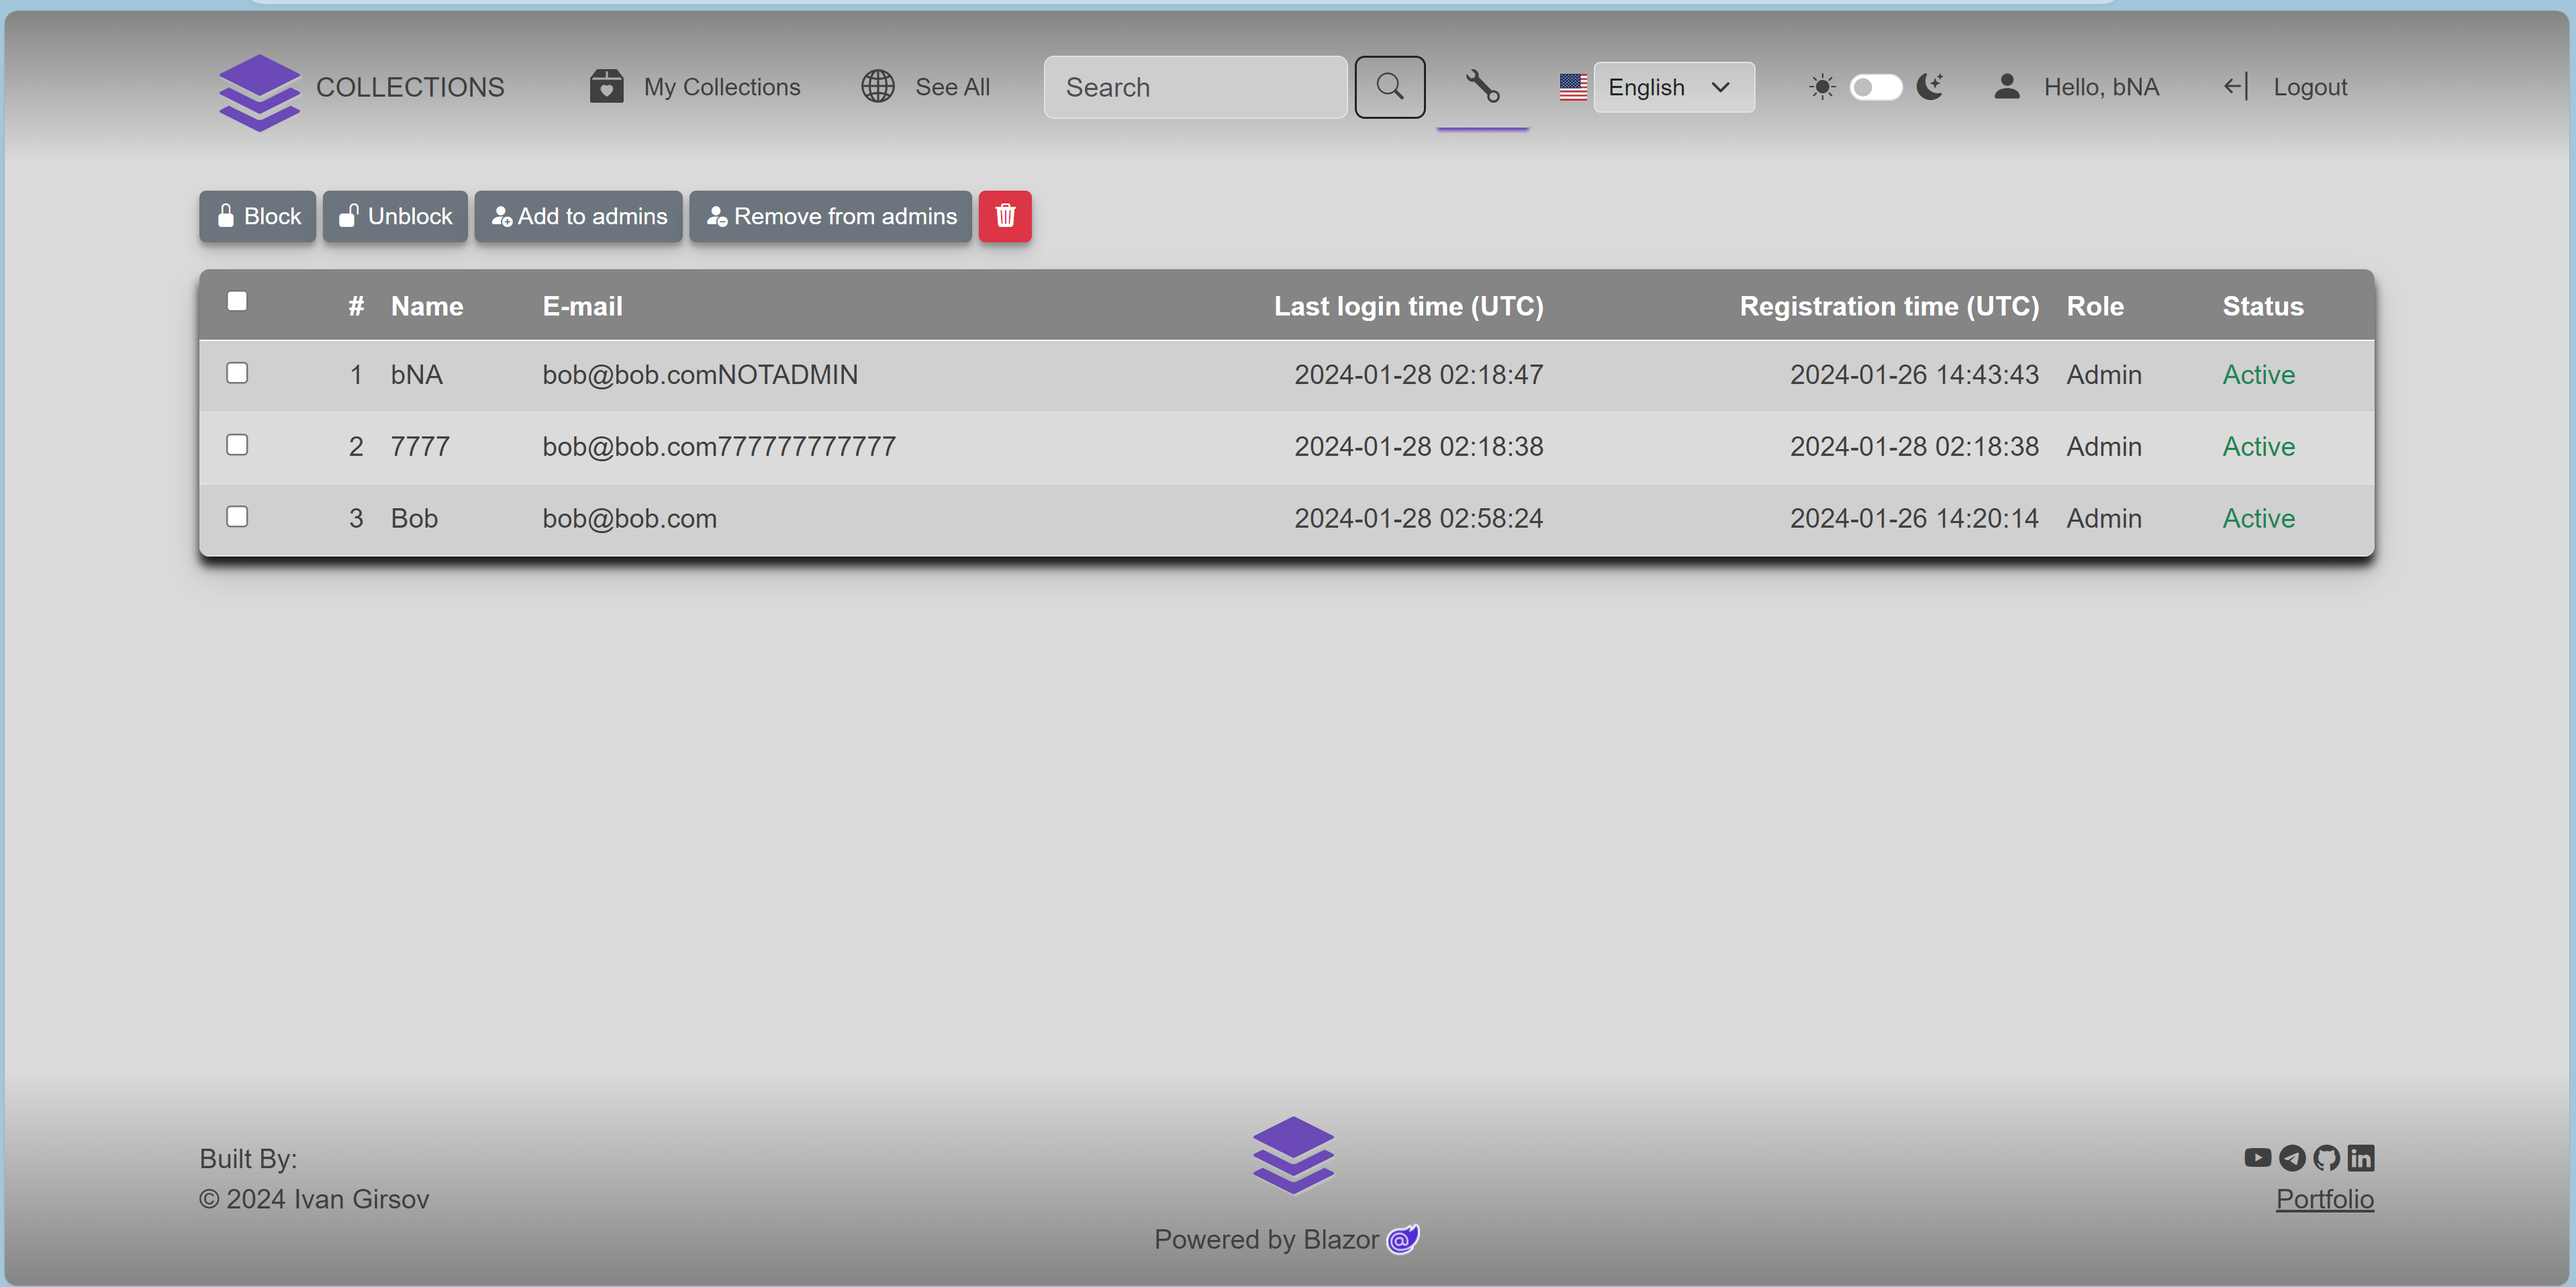 COLLECTIONS My Collections See All Search English Hello, bNA Logout
Block Unblock Add to admins Remove from admins
# Name E-mail Last login time (UTC) Registration time (UTC) Role Status
1 bNA bob@bob.comNOTADMIN 2024-01-28 02:18:47 2024-01-26 14:43:43 Admin Active
2 7777 bob@bob.com777777777777 2024-01-28 02:18:38 2024-01-28 02:18:38 Admin Active
3 Bob bob@bob.com 2024-01-28 02:58:24 2024-01-26 14:20:14 Admin Active
Built By:
© 2024 Ivan Girsov
Powered by Blazor
Portfolio